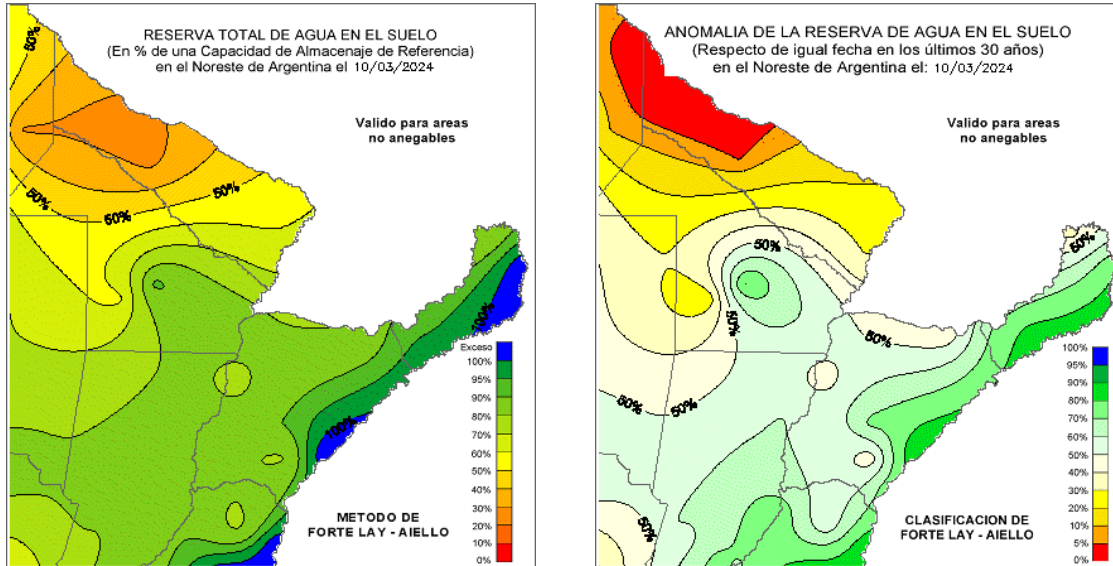 RESERVA TOTAL DE AGUA EN EL SUELO
(En % de una Capacidad de Almacenaje de Referencia)
en el Noreste de Argentina el 10/03/2024
Valido para areas
no anegables
50%
50%
50%
60%
100%
100%
Exceso
100%
95%
90%
80%
70%
60%
50%
40%
30%
20%
10%
0%
METODO DE
FORTE LAY - AIELLO
ANOMALIA DE LA RESERVA DE AGUA EN EL SUELO
(Respecto de igual fecha en los últimos 30 años)
en el Noreste de Argentina el: 10/03/2024
Valido para areas
no anegables
50%
50%
50%
50%
50%
50%
50%
100%
95%
90%
80%
70%
60%
50%
40%
30%
20%
10%
5%
0%
CLASIFICACION DE
FORTE LAY - AIELLO